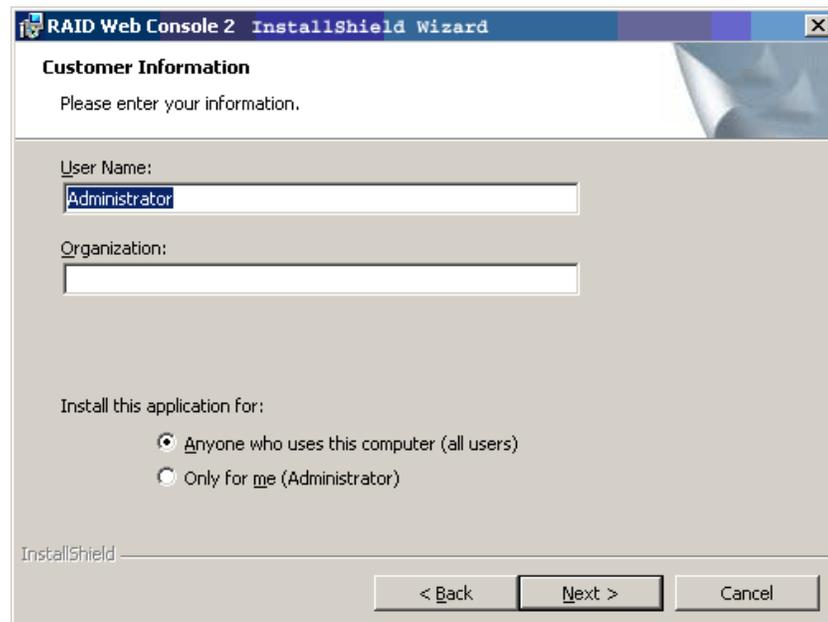 RAID Web Console 2 InstallShield Wizard
Customer Information
Please enter your information.
User Name:
Administrator
Organization:
Install this application for:
Anyone who uses this computer (all users)
Only for me (Administrator)
InstallShield
< Back
Next >
Cancel